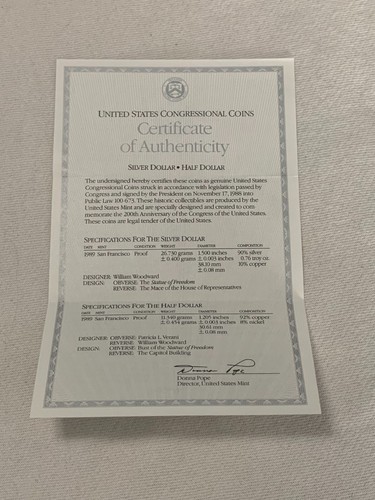 UNITED STATES CONGRESSIONAL COINS
Certificate
of Authenticity
SILVER DOLLAR • HALF DOLLAR
The undersigned hereby certifies these coins as genuine United States
Congressional Coins struck in accordance with legislation passed by
Congress and signed by the President on November 17, 1988 into
Public Law 100-673. These historic collectibles are produced by the
United States Mint and are specially designed and created to com-
memorate the 200th Anniversary of the Congress of the United States.
These coins are legal tender of the United States.
SPECIFICATIONS FOR THE SILVER DOLLAR
DATE MINT CONDITION WEIGHT DIAMETER COMPOSITION
1989 San Francisco Proof 26.730 grams 1.500 inches 90% silver
± 0.400 grams ± 0.003 inches 0.76 troy oz.
38.10 mm 10% copper
± 0.08 mm
DESIGNER: William Woodward
DESIGN: OBVERSE: The Statue of Freedom
REVERSE: The Mace of the House of Representatives
SPECIFICATIONS FOR THE HALF DOLLAR
DATE MINT CONDITION WEIGHT DIAMETER COMPOSITION
1989 San Francisco Proof 11.340 grams 1.205 inches 92% copper
± 0.454 grams ± 0.003 inches 8% nickel
30.61 mm
± 0.08 mm
DESIGNER: OBVERSE: Patricia L. Verani
REVERSE: William Woodward
DESIGN: OBVERSE: Bust of the Statue of Freedom
REVERSE: The Capitol Building
Donna Pope
Donna Pope
Director, United States Mint